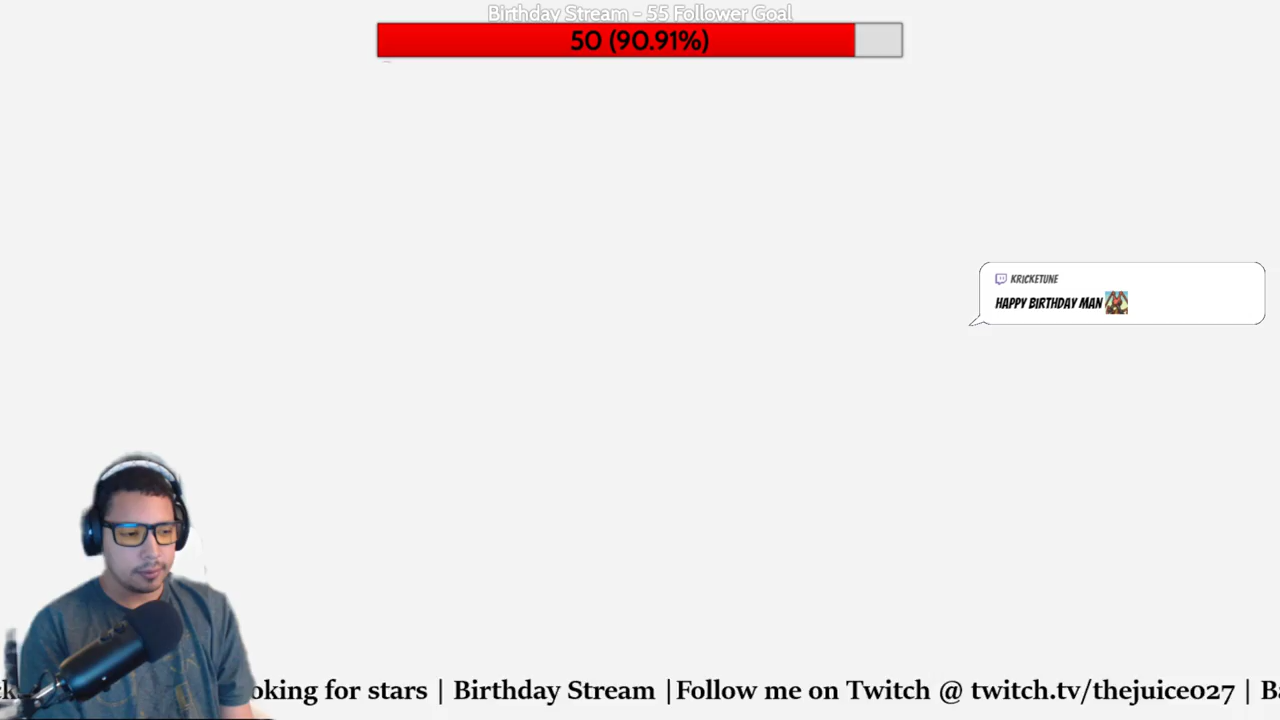 Birthday Stream - 55 Follower Goal
50 (90.91%)
KRICKETUNE
HAPPY BIRTHDAY MAN
oking for stars | Birthday Stream |Follow me on Twitch @ twitch.tv/thejuice027 | Ba